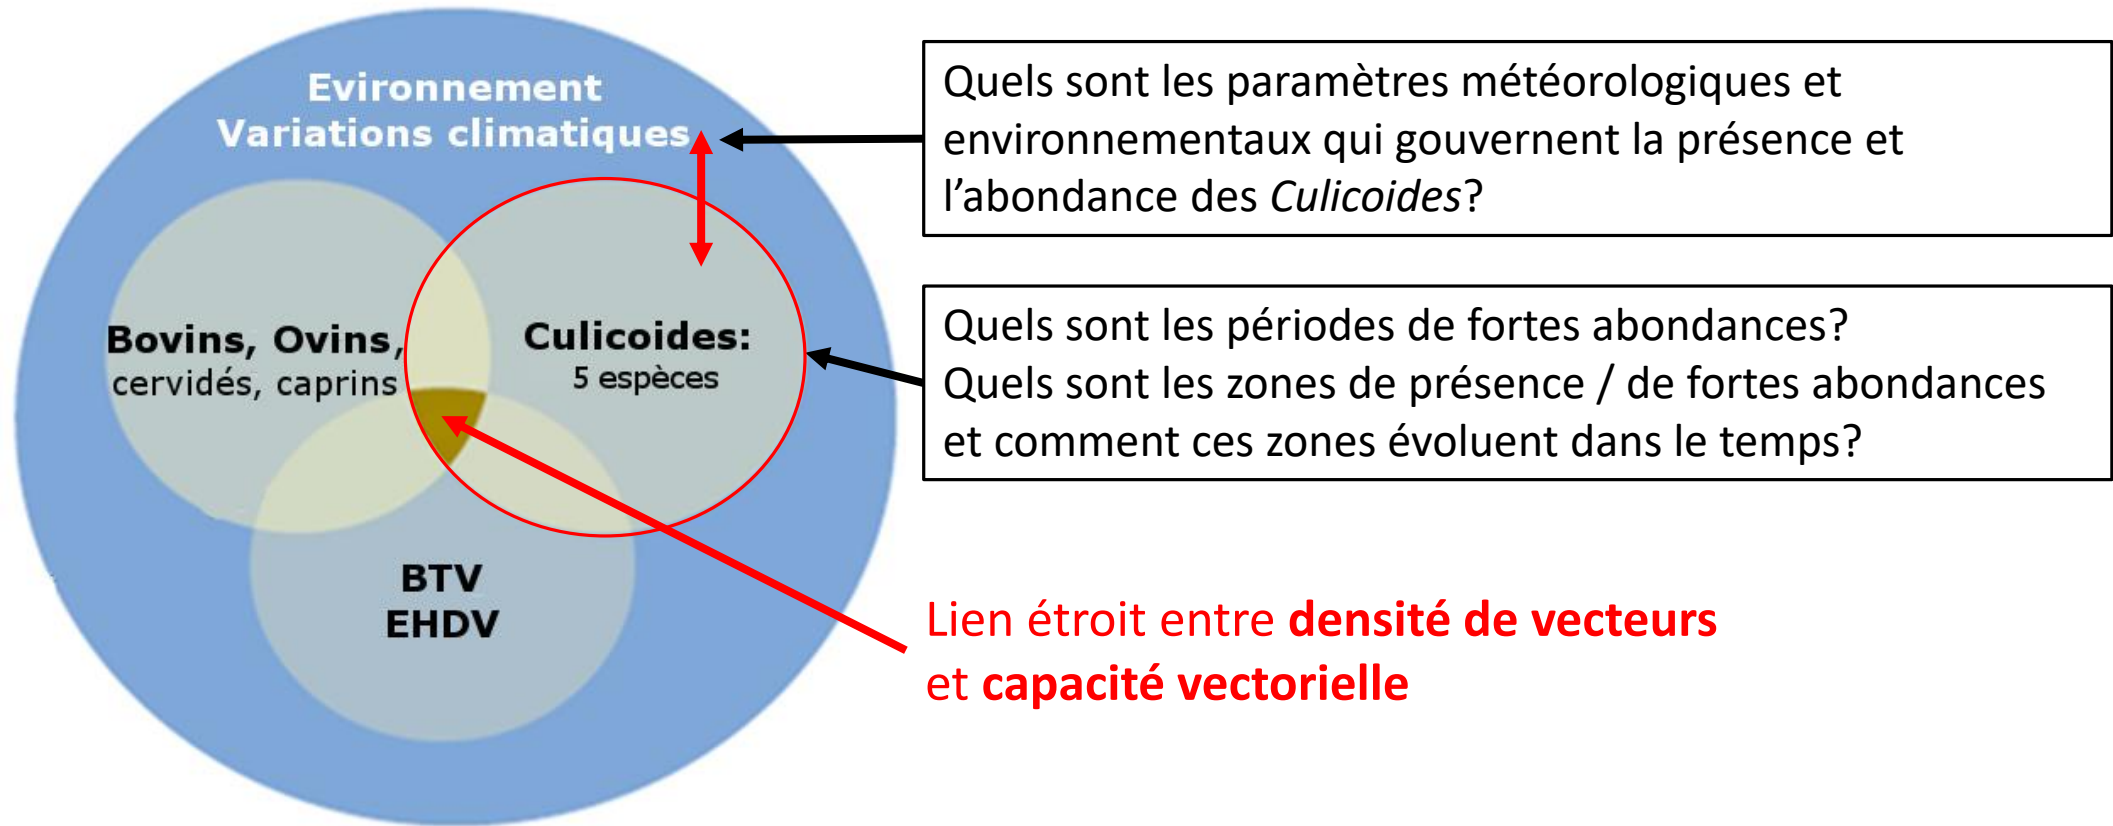 Evironnement
Variations climatiques
Quels sont les paramètres météorologiques et
environnementaux qui gouvernent la présence et
l’abondance des Culicoides?
Bovins, Ovins,
cervidés, caprins
Culicoides:
5 espèces
Quels sont les périodes de fortes abondances?
Quels sont les zones de présence / de fortes abondances
et comment ces zones évoluent dans le temps?
BTV
EHDV
Lien étroit entre densité de vecteurs
et capacité vectorielle